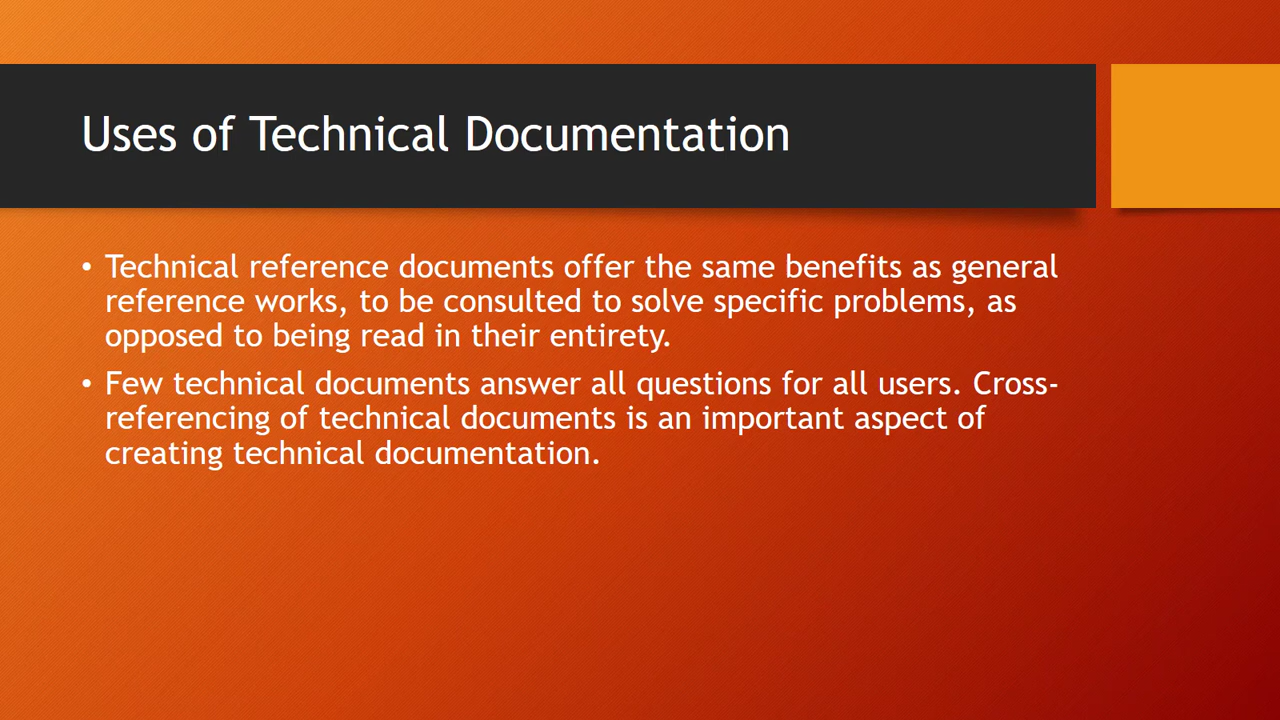 Uses of Technical Documentation
• Technical reference documents offer the same benefits as general
reference works, to be consulted to solve specific problems, as
opposed to being read in their entirety.
• Few technical documents answer all questions for all users. Cross-
referencing of technical documents is an important aspect of
creating technical documentation.